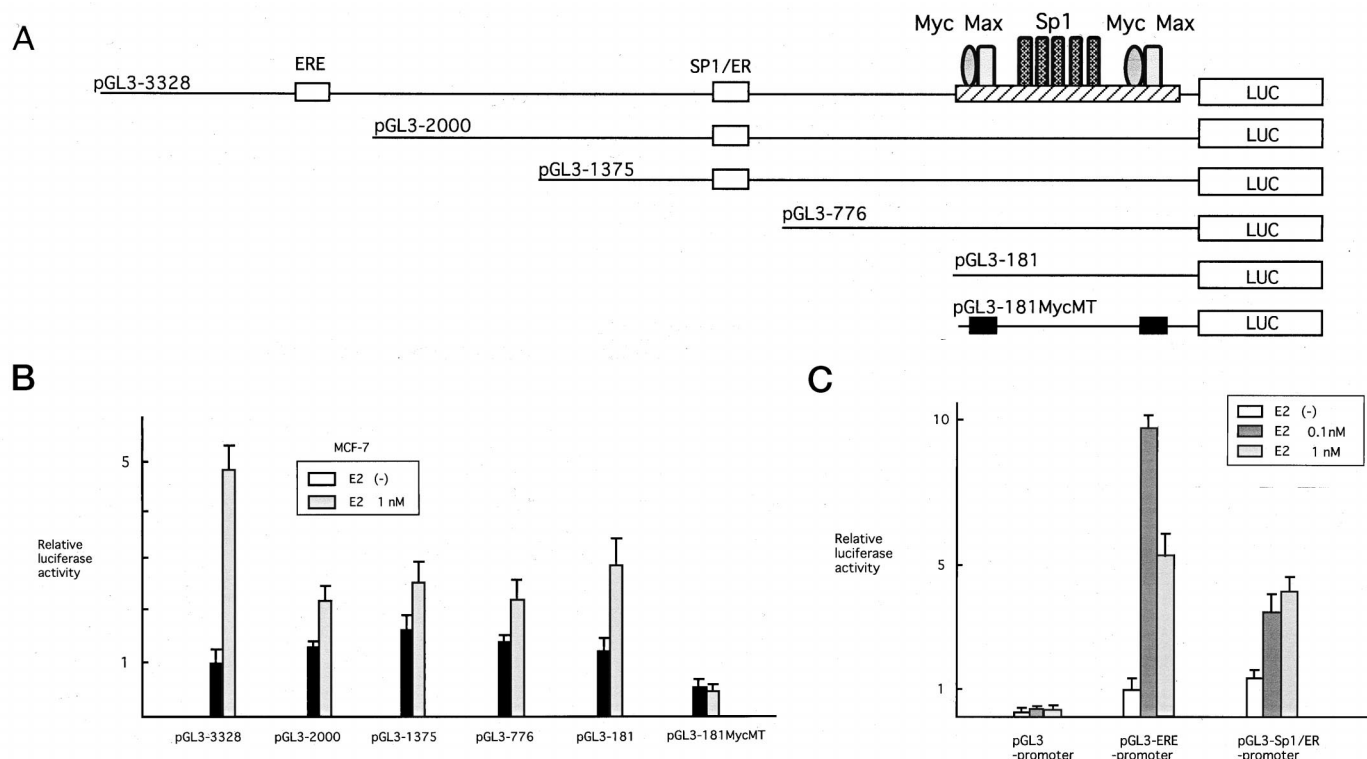 A
Myc Max Sp1 Myc Max
ERE
SP1/ER
pGL3-3328
LUC
pGL3-2000
LUC
pGL3-1375
LUC
pGL3-776
LUC
pGL3-181
LUC
pGL3-181MycMT
LUC
B
MCF-7
E2 (-)
E2 1 nM
5
1
Relative
luciferase
activity
pGL3-3328 pGL3-2000 pGL3-1375 pGL3-776 pGL3-181 pGL3-181MycMT
C
E2 (-)
E2 0.1nM
E2 1 nM
10
5
1
Relative
luciferase
activity
pGL3 pGL3-ERE pGL3-Sp1/ER
-promoter -promoter -promoter